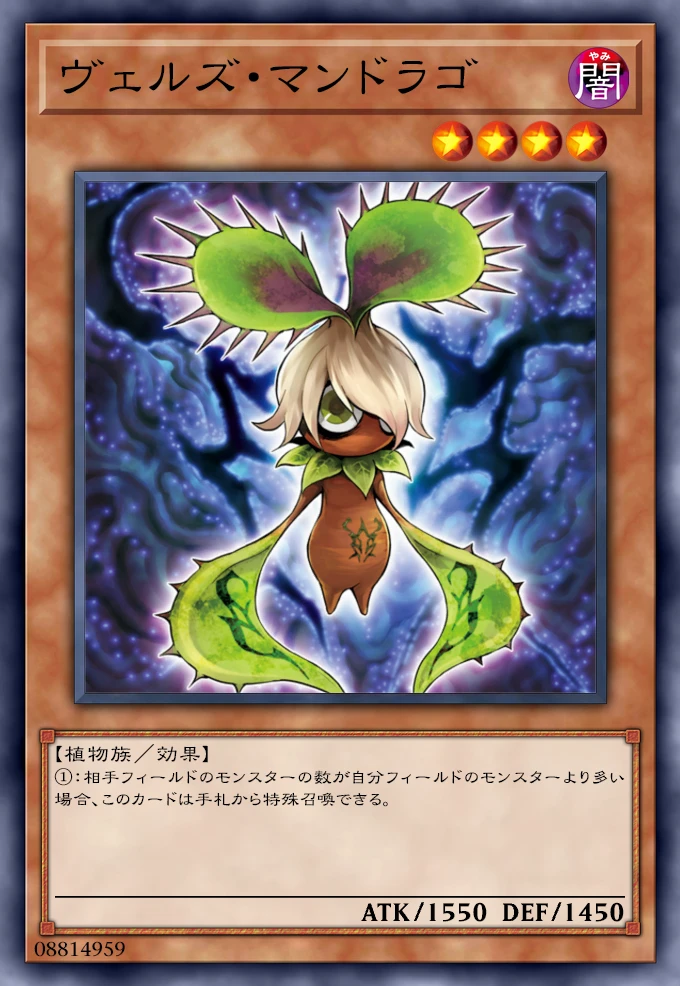 ヴェルズ・マンドラゴ
やみ
闇
【植物族／効果】
①：相手フィールドのモンスターの数が自分フィールドのモンスターより多い
場合、このカードは手札から特殊召喚できる。
ATK/1550 DEF/1450
08814959